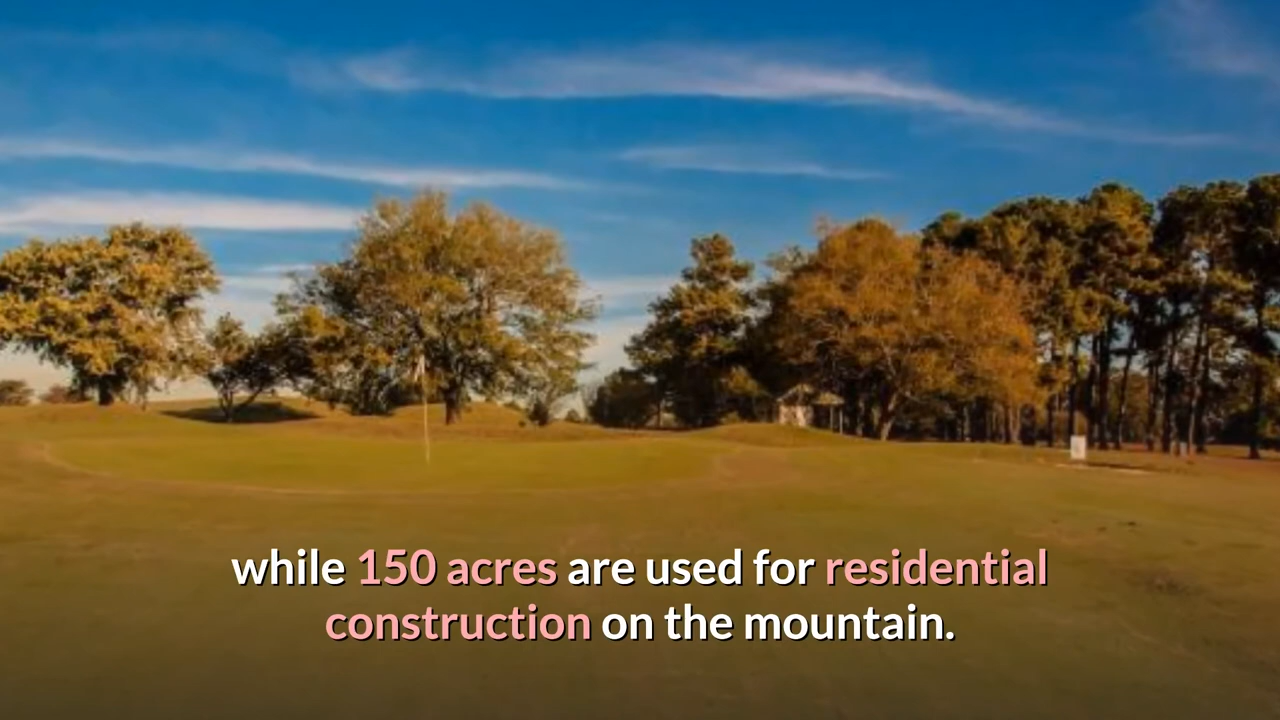 while 150 acres are used for residential
construction on the mountain.